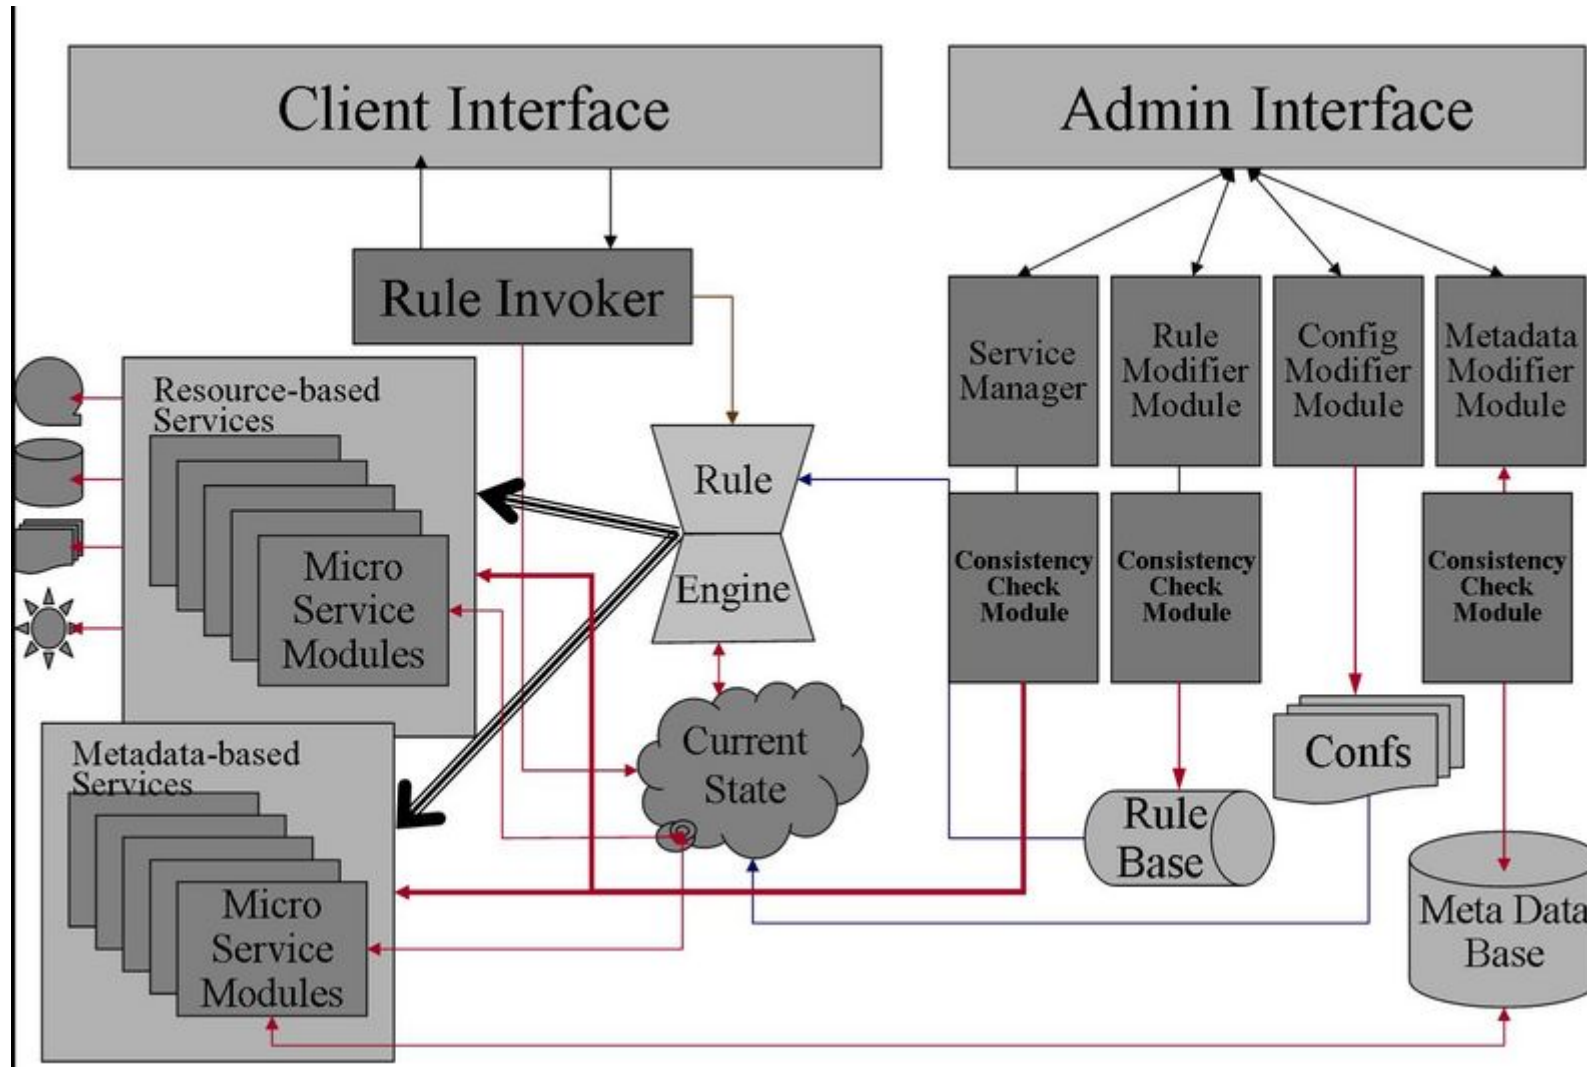 Client Interface
Admin Interface
Rule Invoker
Service
Manager
Rule
Modifier
Module
Config
Modifier
Module
Metadata
Modifier
Module
Resource-based
Services
Micro
Service
Modules
Rule
Engine
Consistency
Check
Module
Consistency
Check
Module
Consistency
Check
Module
Current
State
Confs
Metadata-based
Services
Micro
Service
Modules
Rule
Base
Meta Data
Base